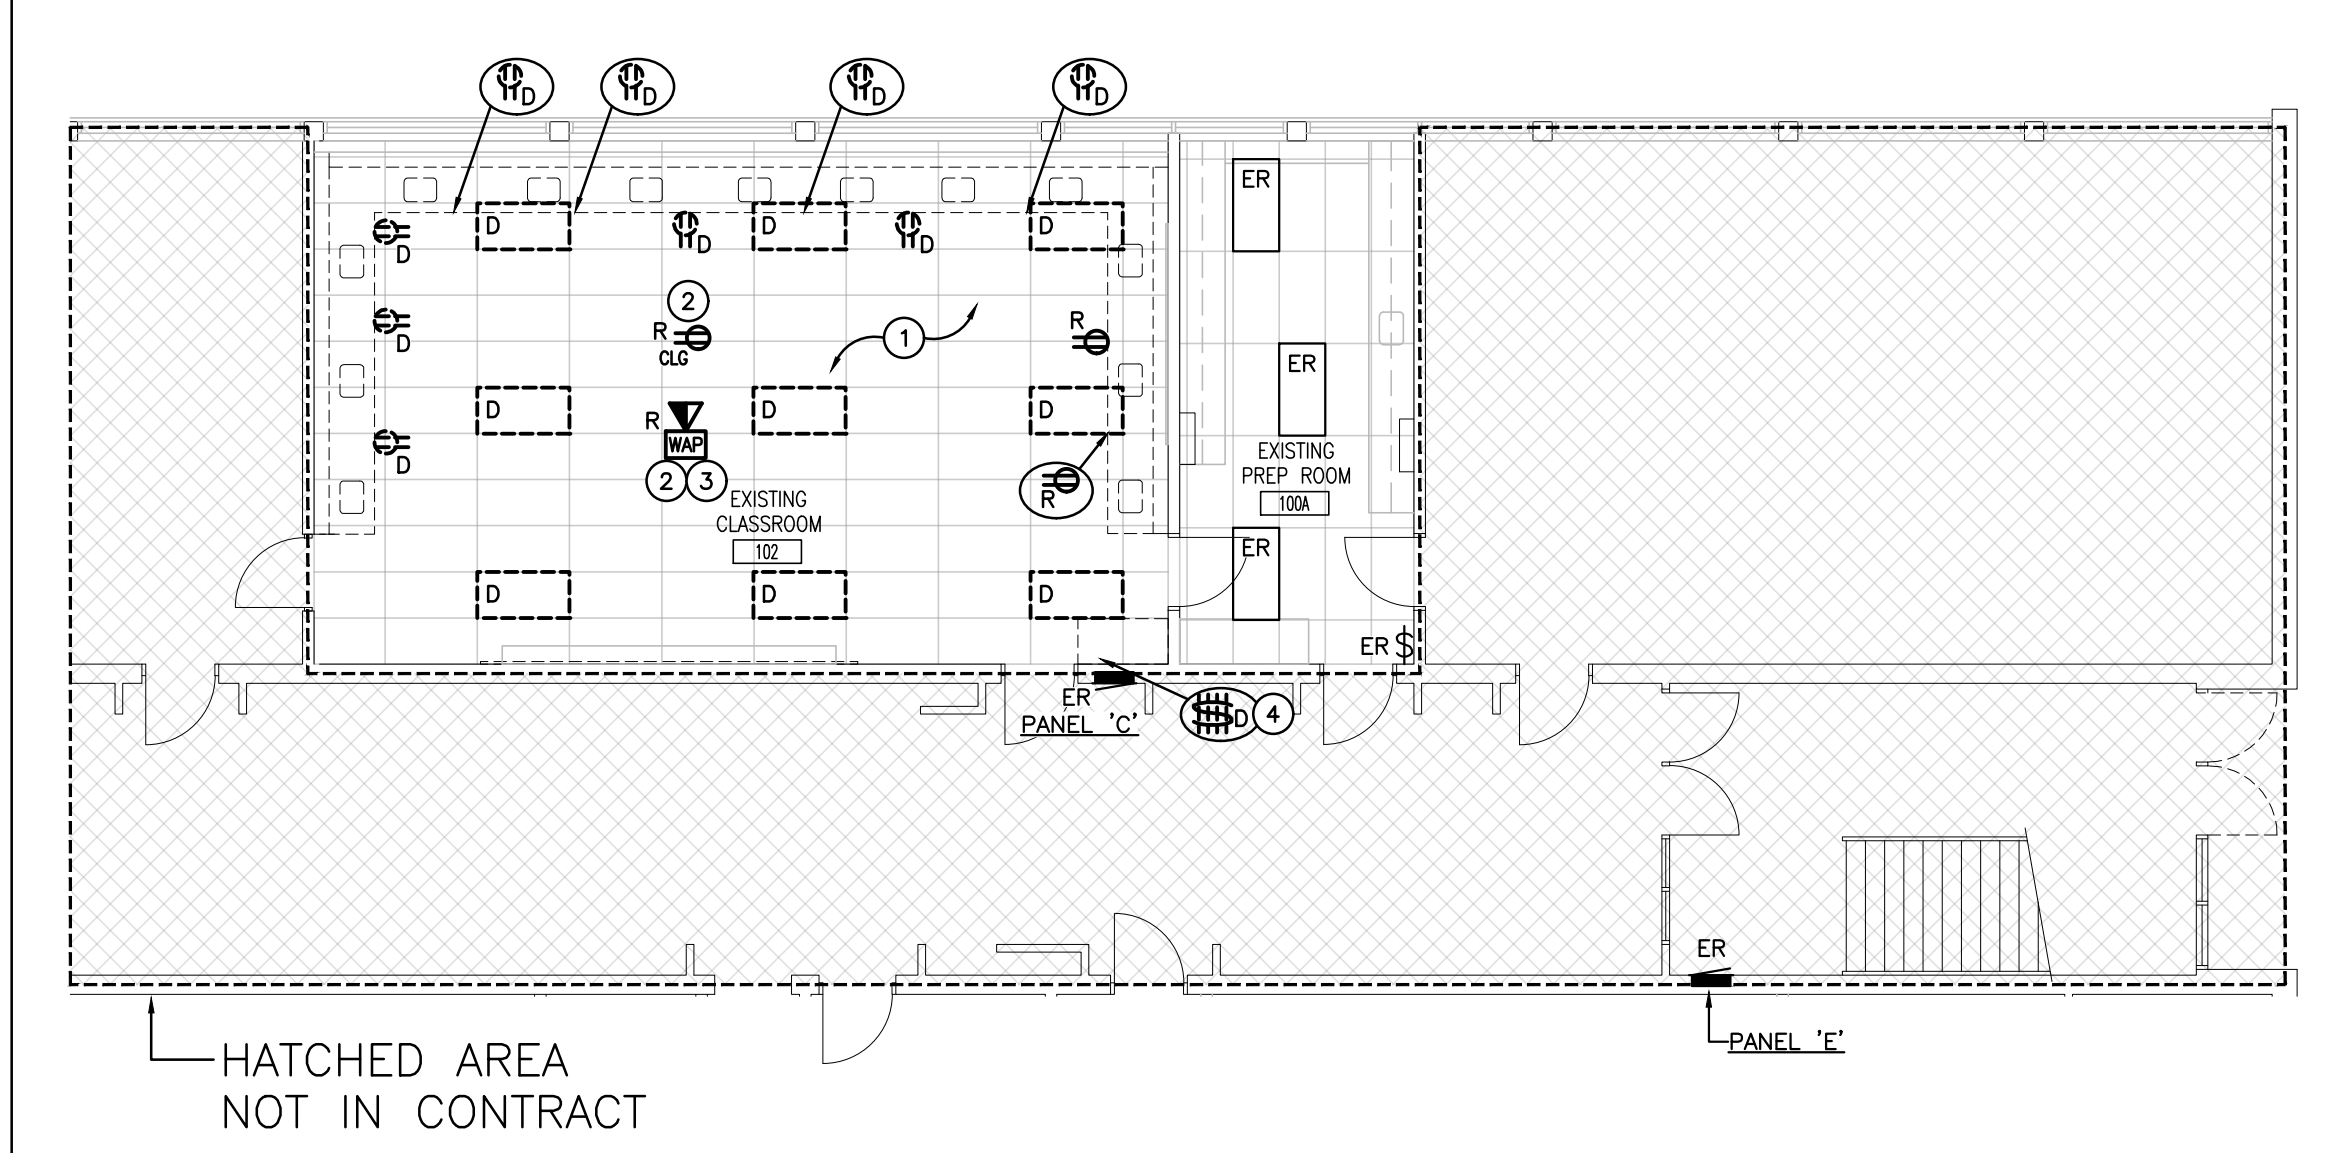 D
D
D
D
ER
D
D
D
D
D
D
D
2
1
R
CLG
R
D
ER
D
D
D
R
WAP
D
2
3
R
EXISTING
CLASSROOM
102
EXISTING
PREP ROOM
100A
ER
D
D
D
ER $
ER
PANEL 'C'
D
4
ER
PANEL 'E'
HATCHED AREA
NOT IN CONTRACT